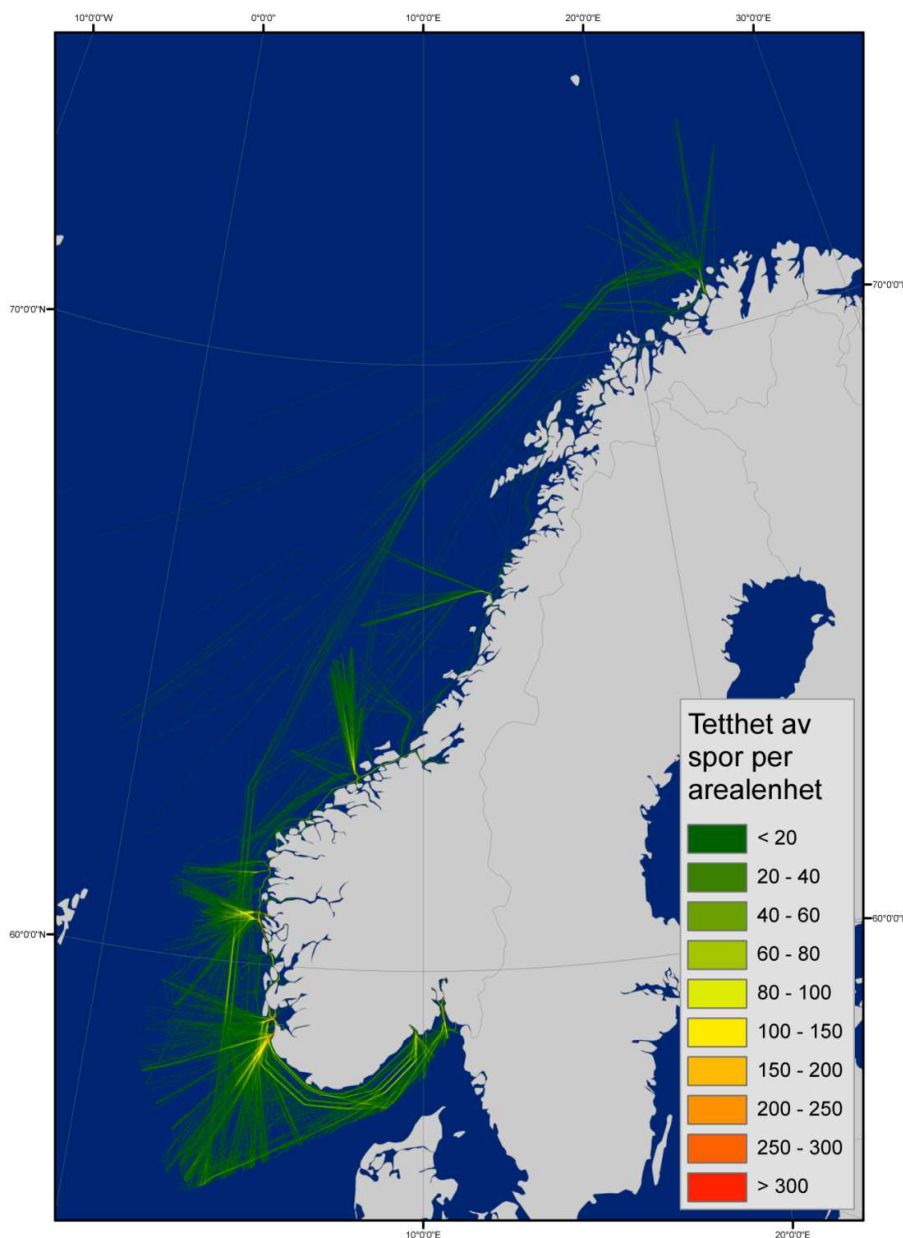 10°0'0"W 0°0'0" 10°0'0"E 20°0'0"E 30°0'0"E
70°0'0"N 70°0'0"N
60°0'0"N 60°0'0"N
Tetthet av
spor per
arealenhet
< 20
20 - 40
40 - 60
60 - 80
80 - 100
100 - 150
150 - 200
200 - 250
250 - 300
> 300
10°0'0"E 20°0'0"E